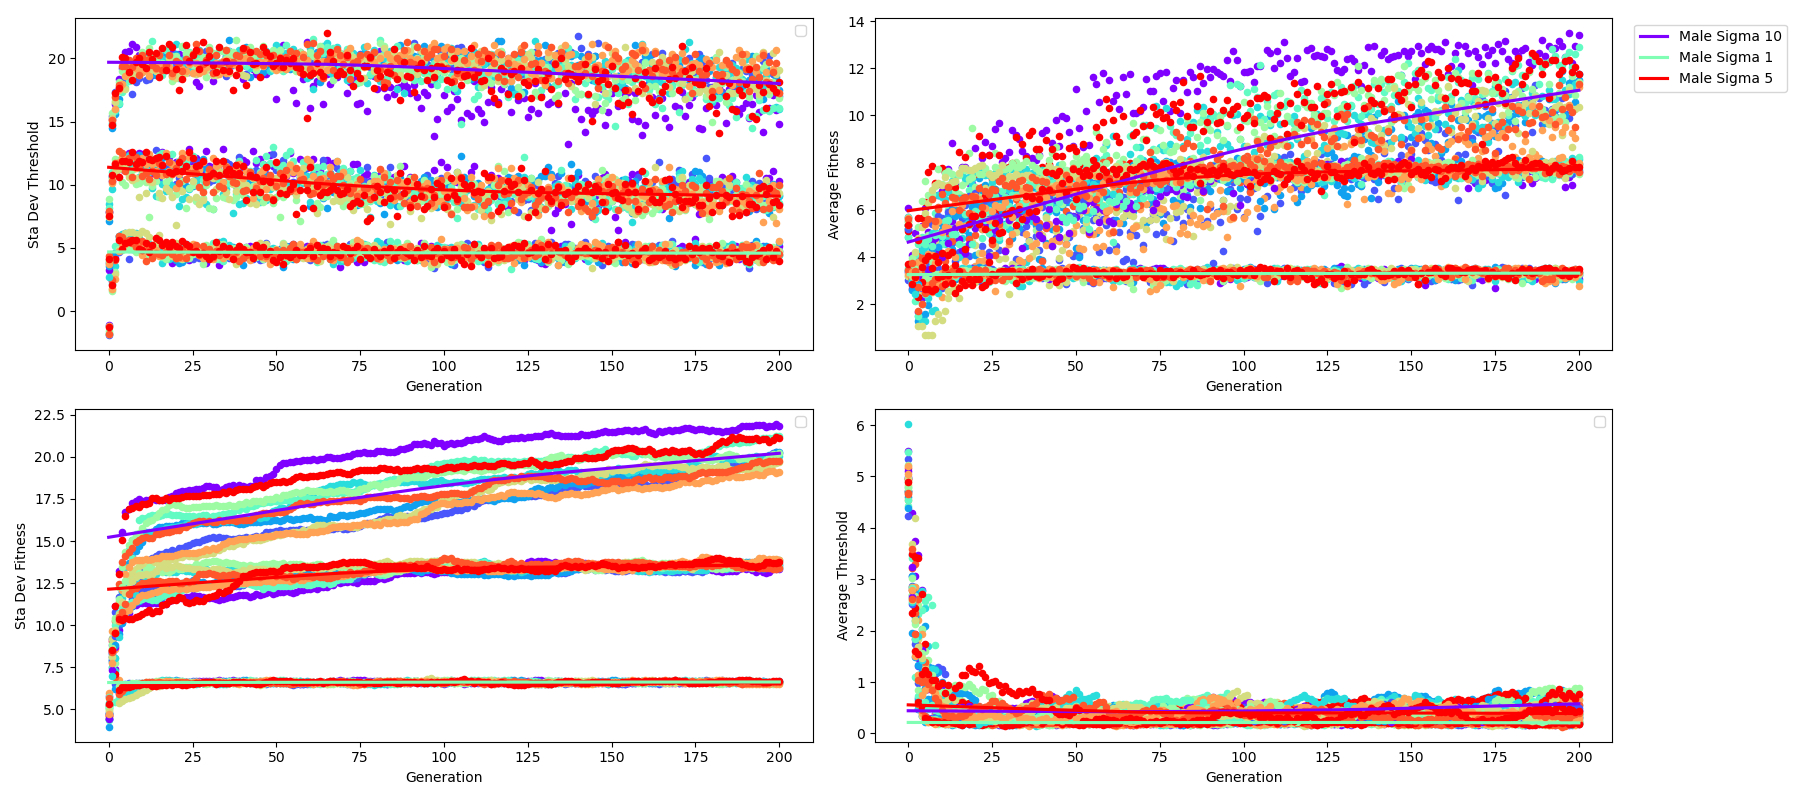 Sta Dev Threshold
20
15
10
5
0
0 25 50 75 100 125 150 175 200
Generation
Average Fitness
14
12
10
8
6
4
2
0 25 50 75 100 125 150 175 200
Generation
Male Sigma 10
Male Sigma 1
Male Sigma 5
Sta Dev Fitness
22.5
20.0
17.5
15.0
12.5
10.0
7.5
5.0
0 25 50 75 100 125 150 175 200
Generation
Average Threshold
6
5
4
3
2
1
0
0 25 50 75 100 125 150 175 200
Generation